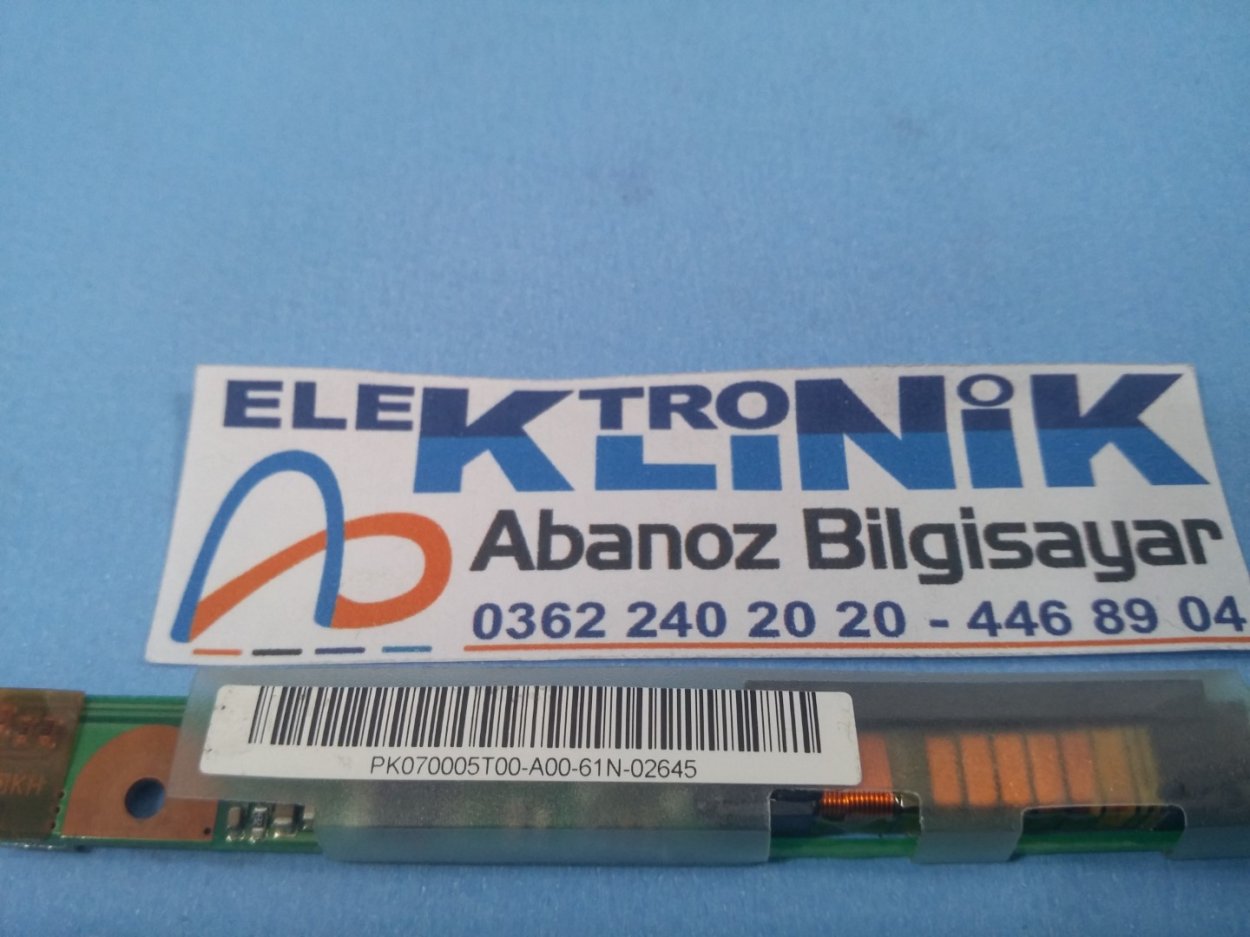 ELEKTRONİK
KLİNİK
Abanoz Bilgisayar
0362 240 20 20 - 446 89 04
PK070005T00-A00-61N-02645